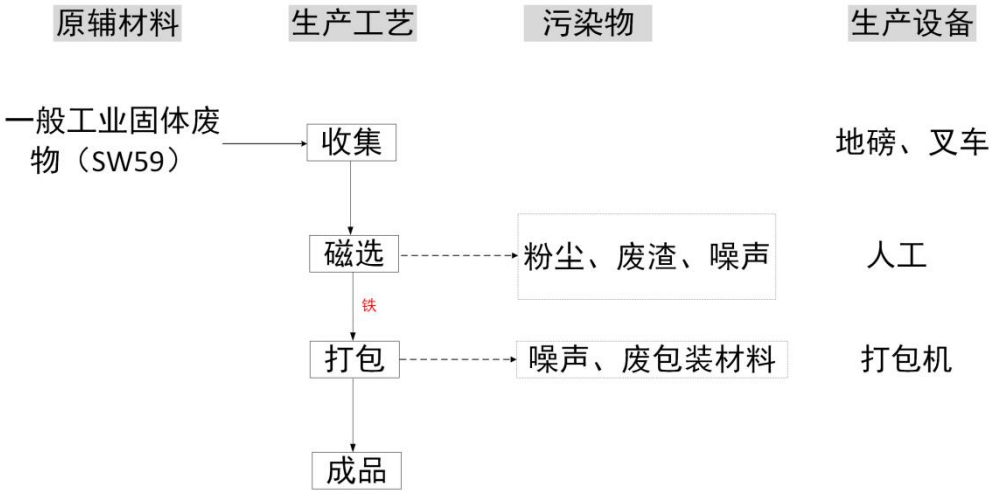 原辅材料 生产工艺 污染物 生产设备
一般工业固体废
物（SW59）
收集
地磅、叉车
磁选
粉尘、废渣、噪声
人工
铁
打包
噪声、废包装材料
打包机
成品